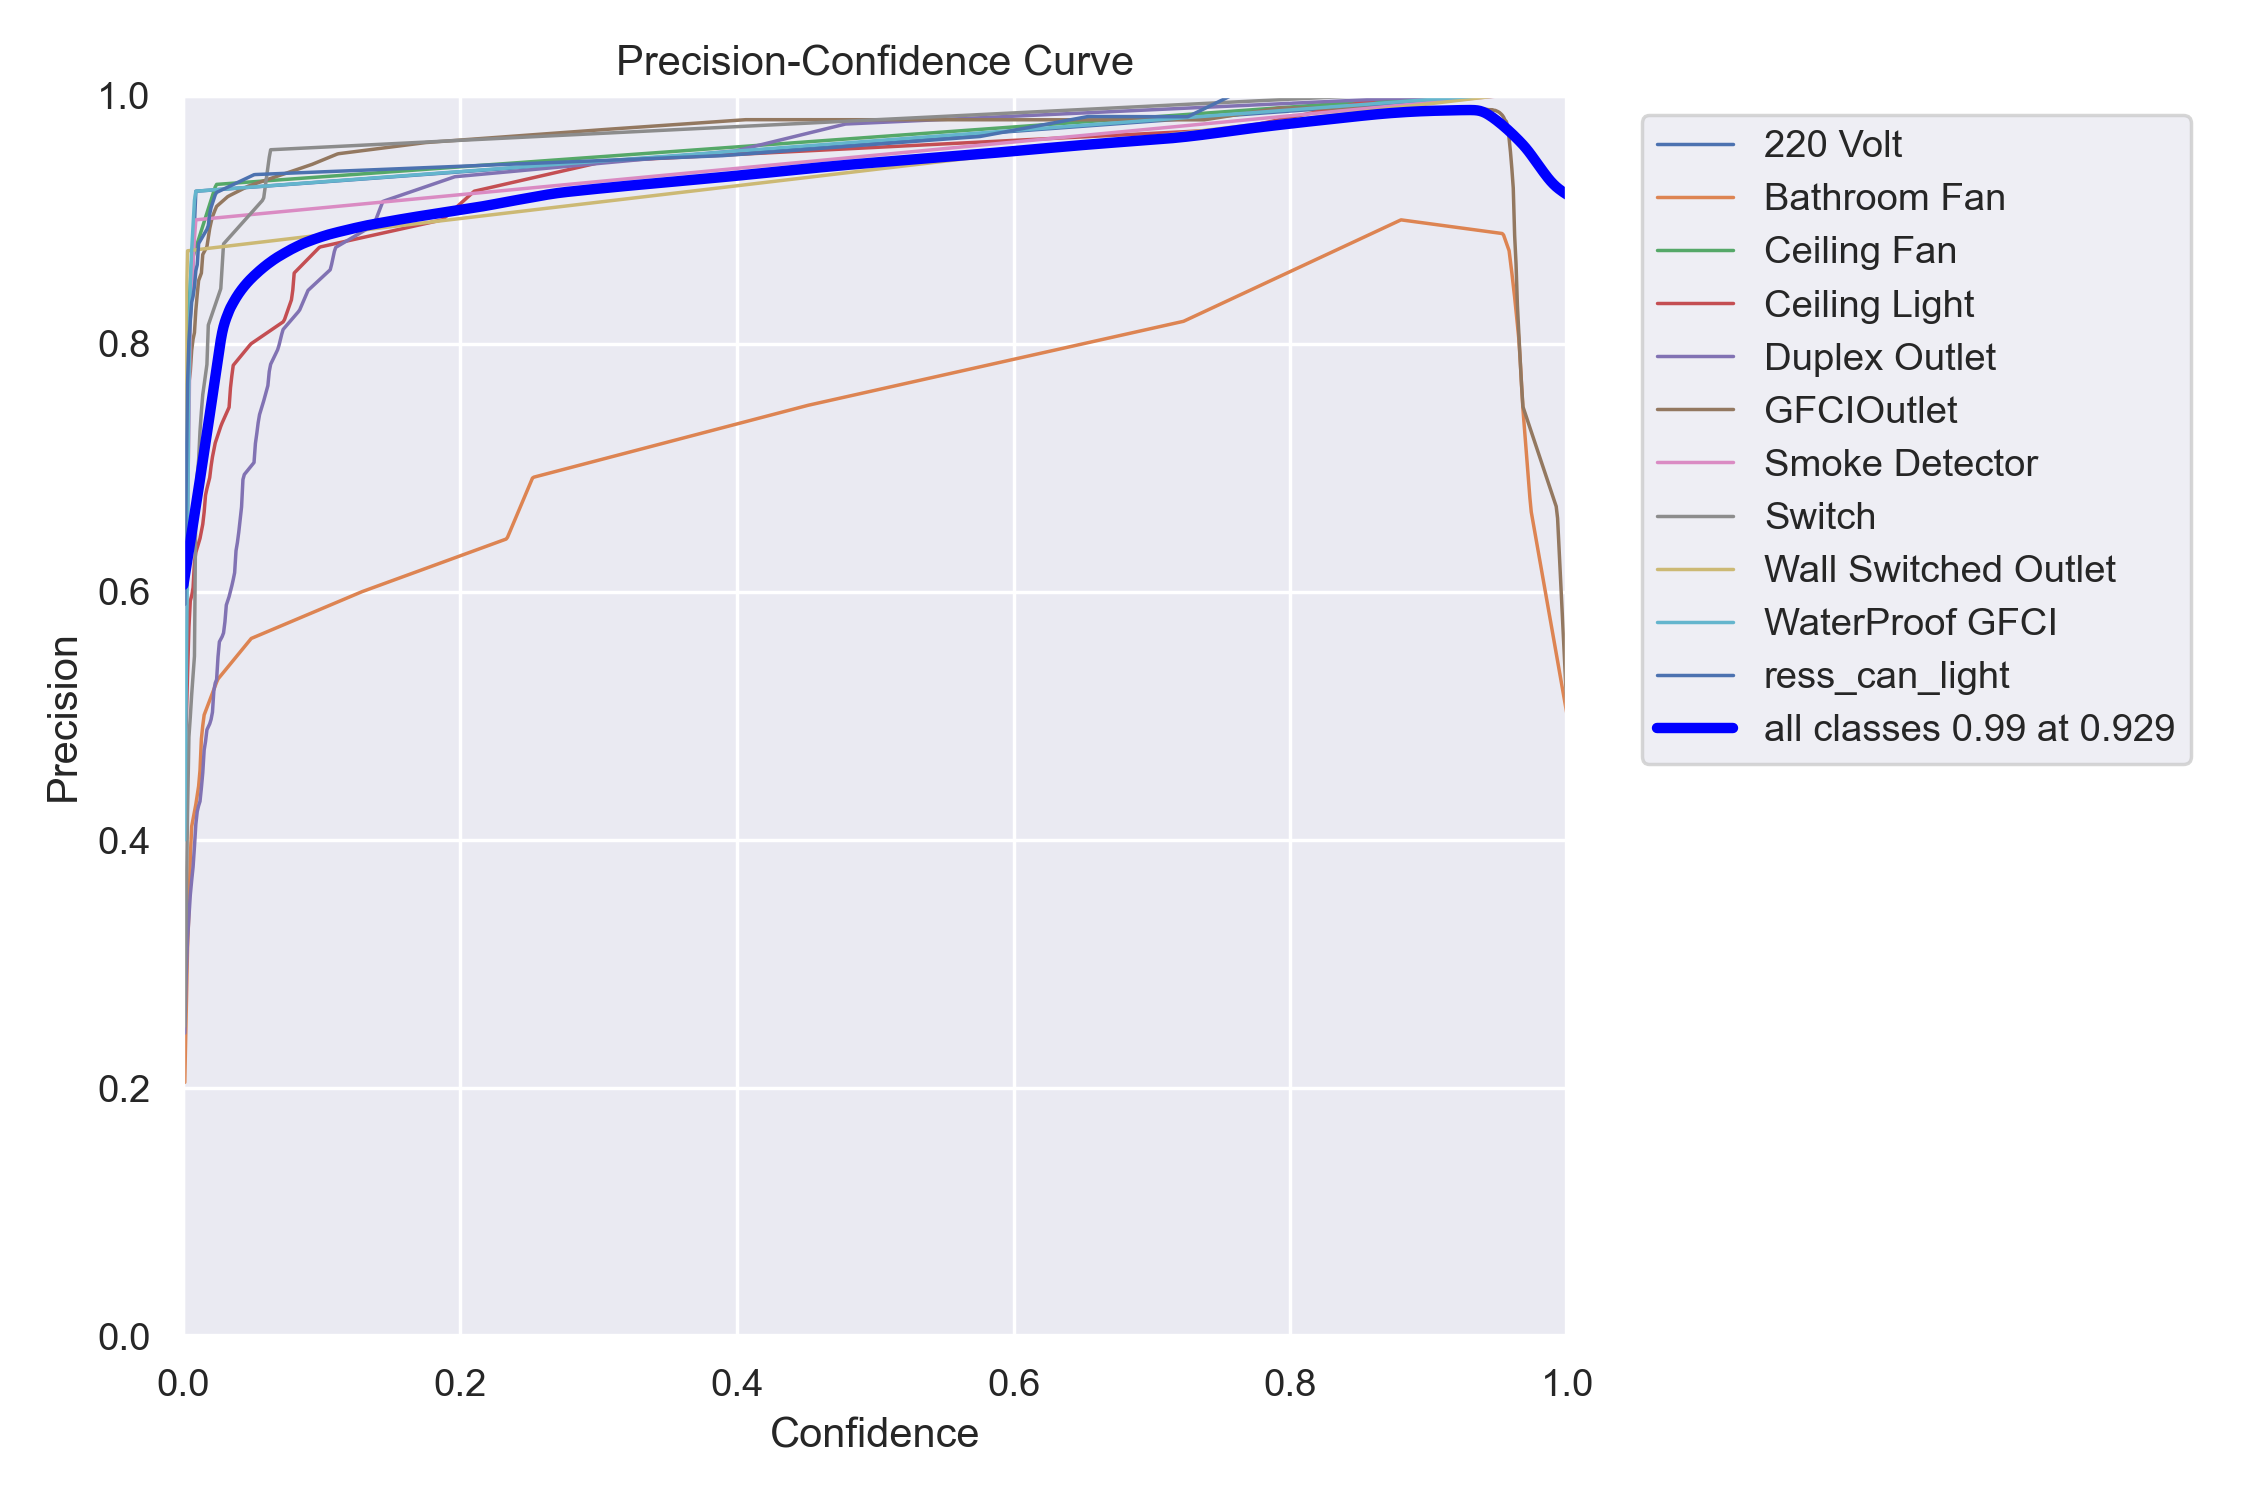 Precision-Confidence Curve
1.0
0.8
0.6
0.4
0.2
0.0
Precision
0.0 0.2 0.4 0.6 0.8 1.0
Confidence
220 Volt
Bathroom Fan
Ceiling Fan
Ceiling Light
Duplex Outlet
GFCIOutlet
Smoke Detector
Switch
Wall Switched Outlet
WaterProof GFCI
ress_can_light
all classes 0.99 at 0.929